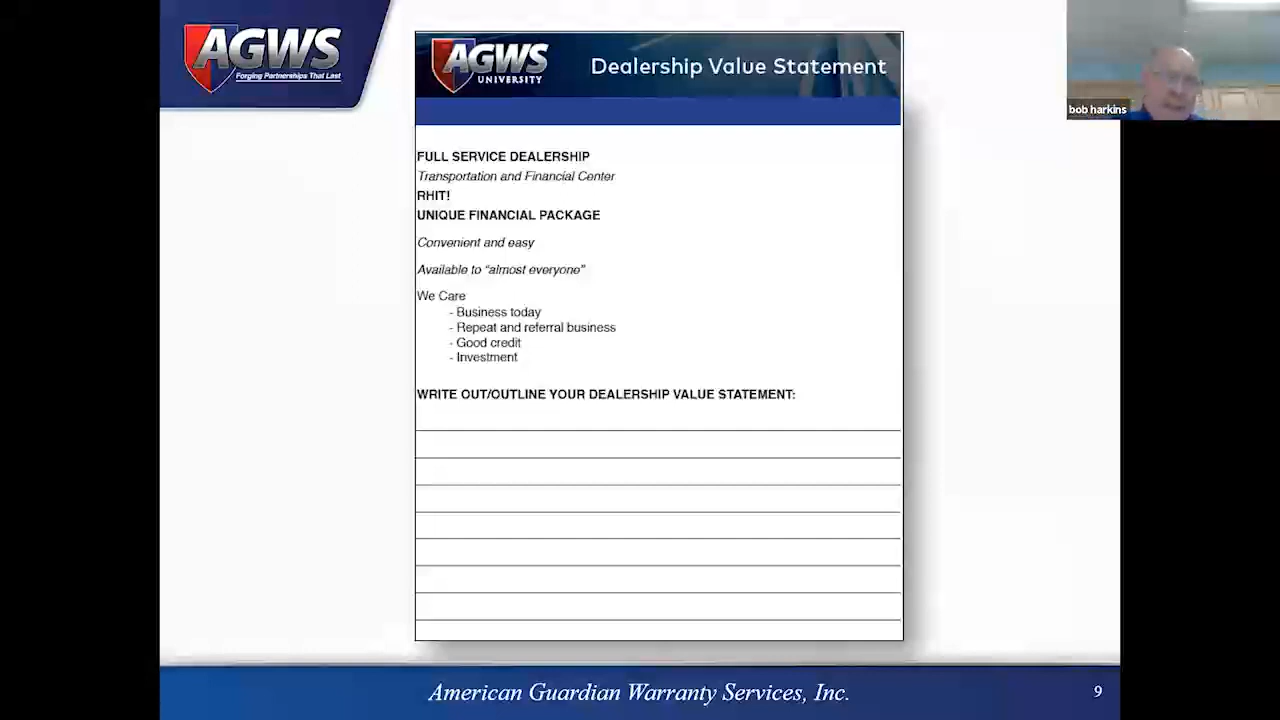 AGWS
Forging Partnerships That Last
AGWS
UNIVERSITY
Dealership Value Statement
bob harkins
FULL SERVICE DEALERSHIP
Transportation and Financial Center
RHIT!
UNIQUE FINANCIAL PACKAGE
Convenient and easy
Available to “almost everyone”
We Care
- Business today
- Repeat and referral business
- Good credit
- Investment
WRITE OUT/OUTLINE YOUR DEALERSHIP VALUE STATEMENT:
American Guardian Warranty Services, Inc.
9